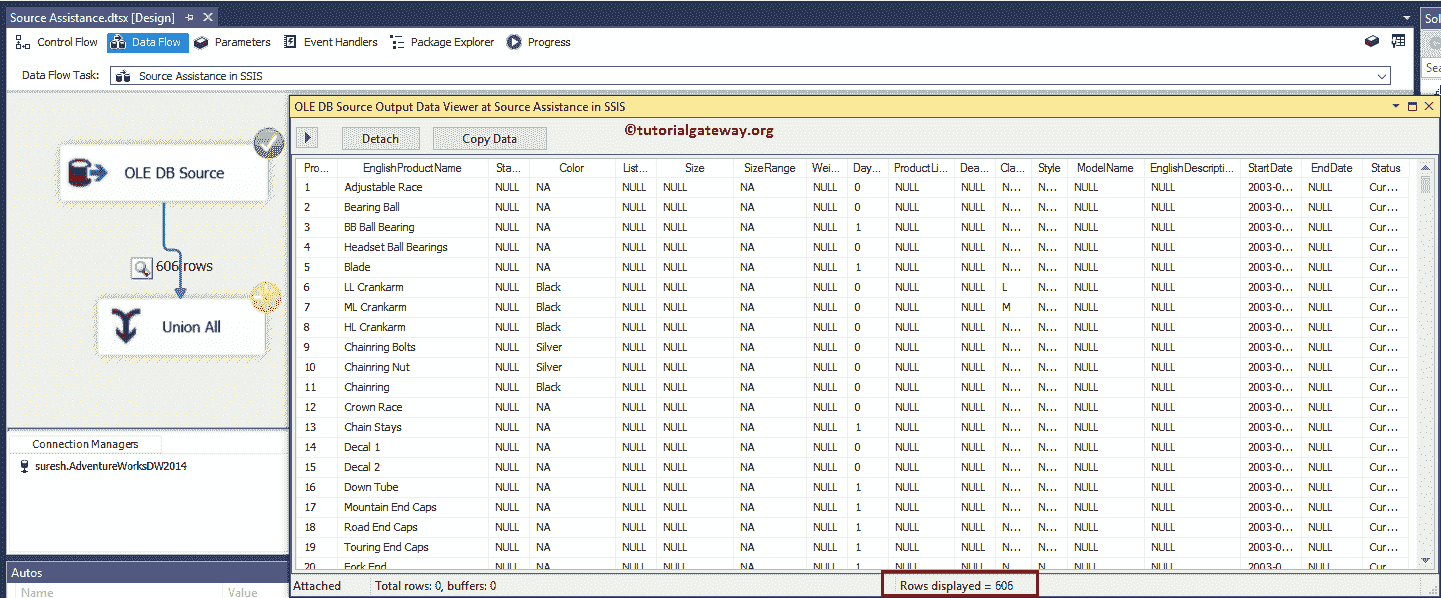 Source Assistance.dtsx [Design]
Sol
Control Flow Data Flow Parameters Event Handlers Package Explorer Progress
Data Flow Task: Source Assistance in SSIS
Sea
OLE DB Source
606 rows
Union All
Connection Managers
suresh.AdventureWorksDW2014
Autos
Name Value
OLE DB Source Output Data Viewer at Source Assistance in SSIS
Detach Copy Data ©tutorialgateway.org
Pro... EnglishProductName Sta... Color List... Size SizeRange Wei... Day... ProductLi... Dea... Cla... Style ModelName EnglishDescripti... StartDate EndDate Status
1 Adjustable Race NULL NA NULL NULL NA NULL 0 NULL NULL N... N... NULL NULL 2003-0... NULL Cur...
2 Bearing Ball NULL NA NULL NULL NA NULL 0 NULL NULL N... N... NULL NULL 2003-0... NULL Cur...
3 BB Ball Bearing NULL NA NULL NULL NA NULL 1 NULL NULL N... N... NULL NULL 2003-0... NULL Cur...
4 Headset Ball Bearings NULL NA NULL NULL NA NULL 0 NULL NULL N... N... NULL NULL 2003-0... NULL Cur...
5 Blade NULL NA NULL NULL NA NULL 1 NULL NULL N... N... NULL NULL 2003-0... NULL Cur...
6 LL Crankarm NULL Black NULL NULL NA NULL 0 NULL NULL L N... NULL NULL 2003-0... NULL Cur...
7 ML Crankarm NULL Black NULL NULL NA NULL 0 NULL NULL M N... NULL NULL 2003-0... NULL Cur...
8 HL Crankarm NULL Black NULL NULL NA NULL 0 NULL NULL N... N... NULL NULL 2003-0... NULL Cur...
9 Chainring Bolts NULL Silver NULL NULL NA NULL 0 NULL NULL N... N... NULL NULL 2003-0... NULL Cur...
10 Chainring Nut NULL Silver NULL NULL NA NULL 0 NULL NULL N... N... NULL NULL 2003-0... NULL Cur...
11 Chainring NULL Black NULL NULL NA NULL 0 NULL NULL N... N... NULL NULL 2003-0... NULL Cur...
12 Crown Race NULL NA NULL NULL NA NULL 0 NULL NULL N... N... NULL NULL 2003-0... NULL Cur...
13 Chain Stays NULL NA NULL NULL NA NULL 1 NULL NULL N... N... NULL NULL 2003-0... NULL Cur...
14 Decal 1 NULL NA NULL NULL NA NULL 0 NULL NULL N... N... NULL NULL 2003-0... NULL Cur...
15 Decal 2 NULL NA NULL NULL NA NULL 0 NULL NULL N... N... NULL NULL 2003-0... NULL Cur...
16 Down Tube NULL NA NULL NULL NA NULL 1 NULL NULL N... N... NULL NULL 2003-0... NULL Cur...
17 Mountain End Caps NULL NA NULL NULL NA NULL 1 NULL NULL N... N... NULL NULL 2003-0... NULL Cur...
18 Road End Caps NULL NA NULL NULL NA NULL 1 NULL NULL N... N... NULL NULL 2003-0... NULL Cur...
19 Touring End Caps NULL NA NULL NULL NA NULL 1 NULL NULL N... N... NULL NULL 2003-0... NULL Cur...
20 Fork End NULL NA NULL NULL NA NULL 1 NULL NULL N... N... NULL NULL 2003-0... NULL Cur...
Attached Total rows: 0, buffers: 0 Rows displayed = 606